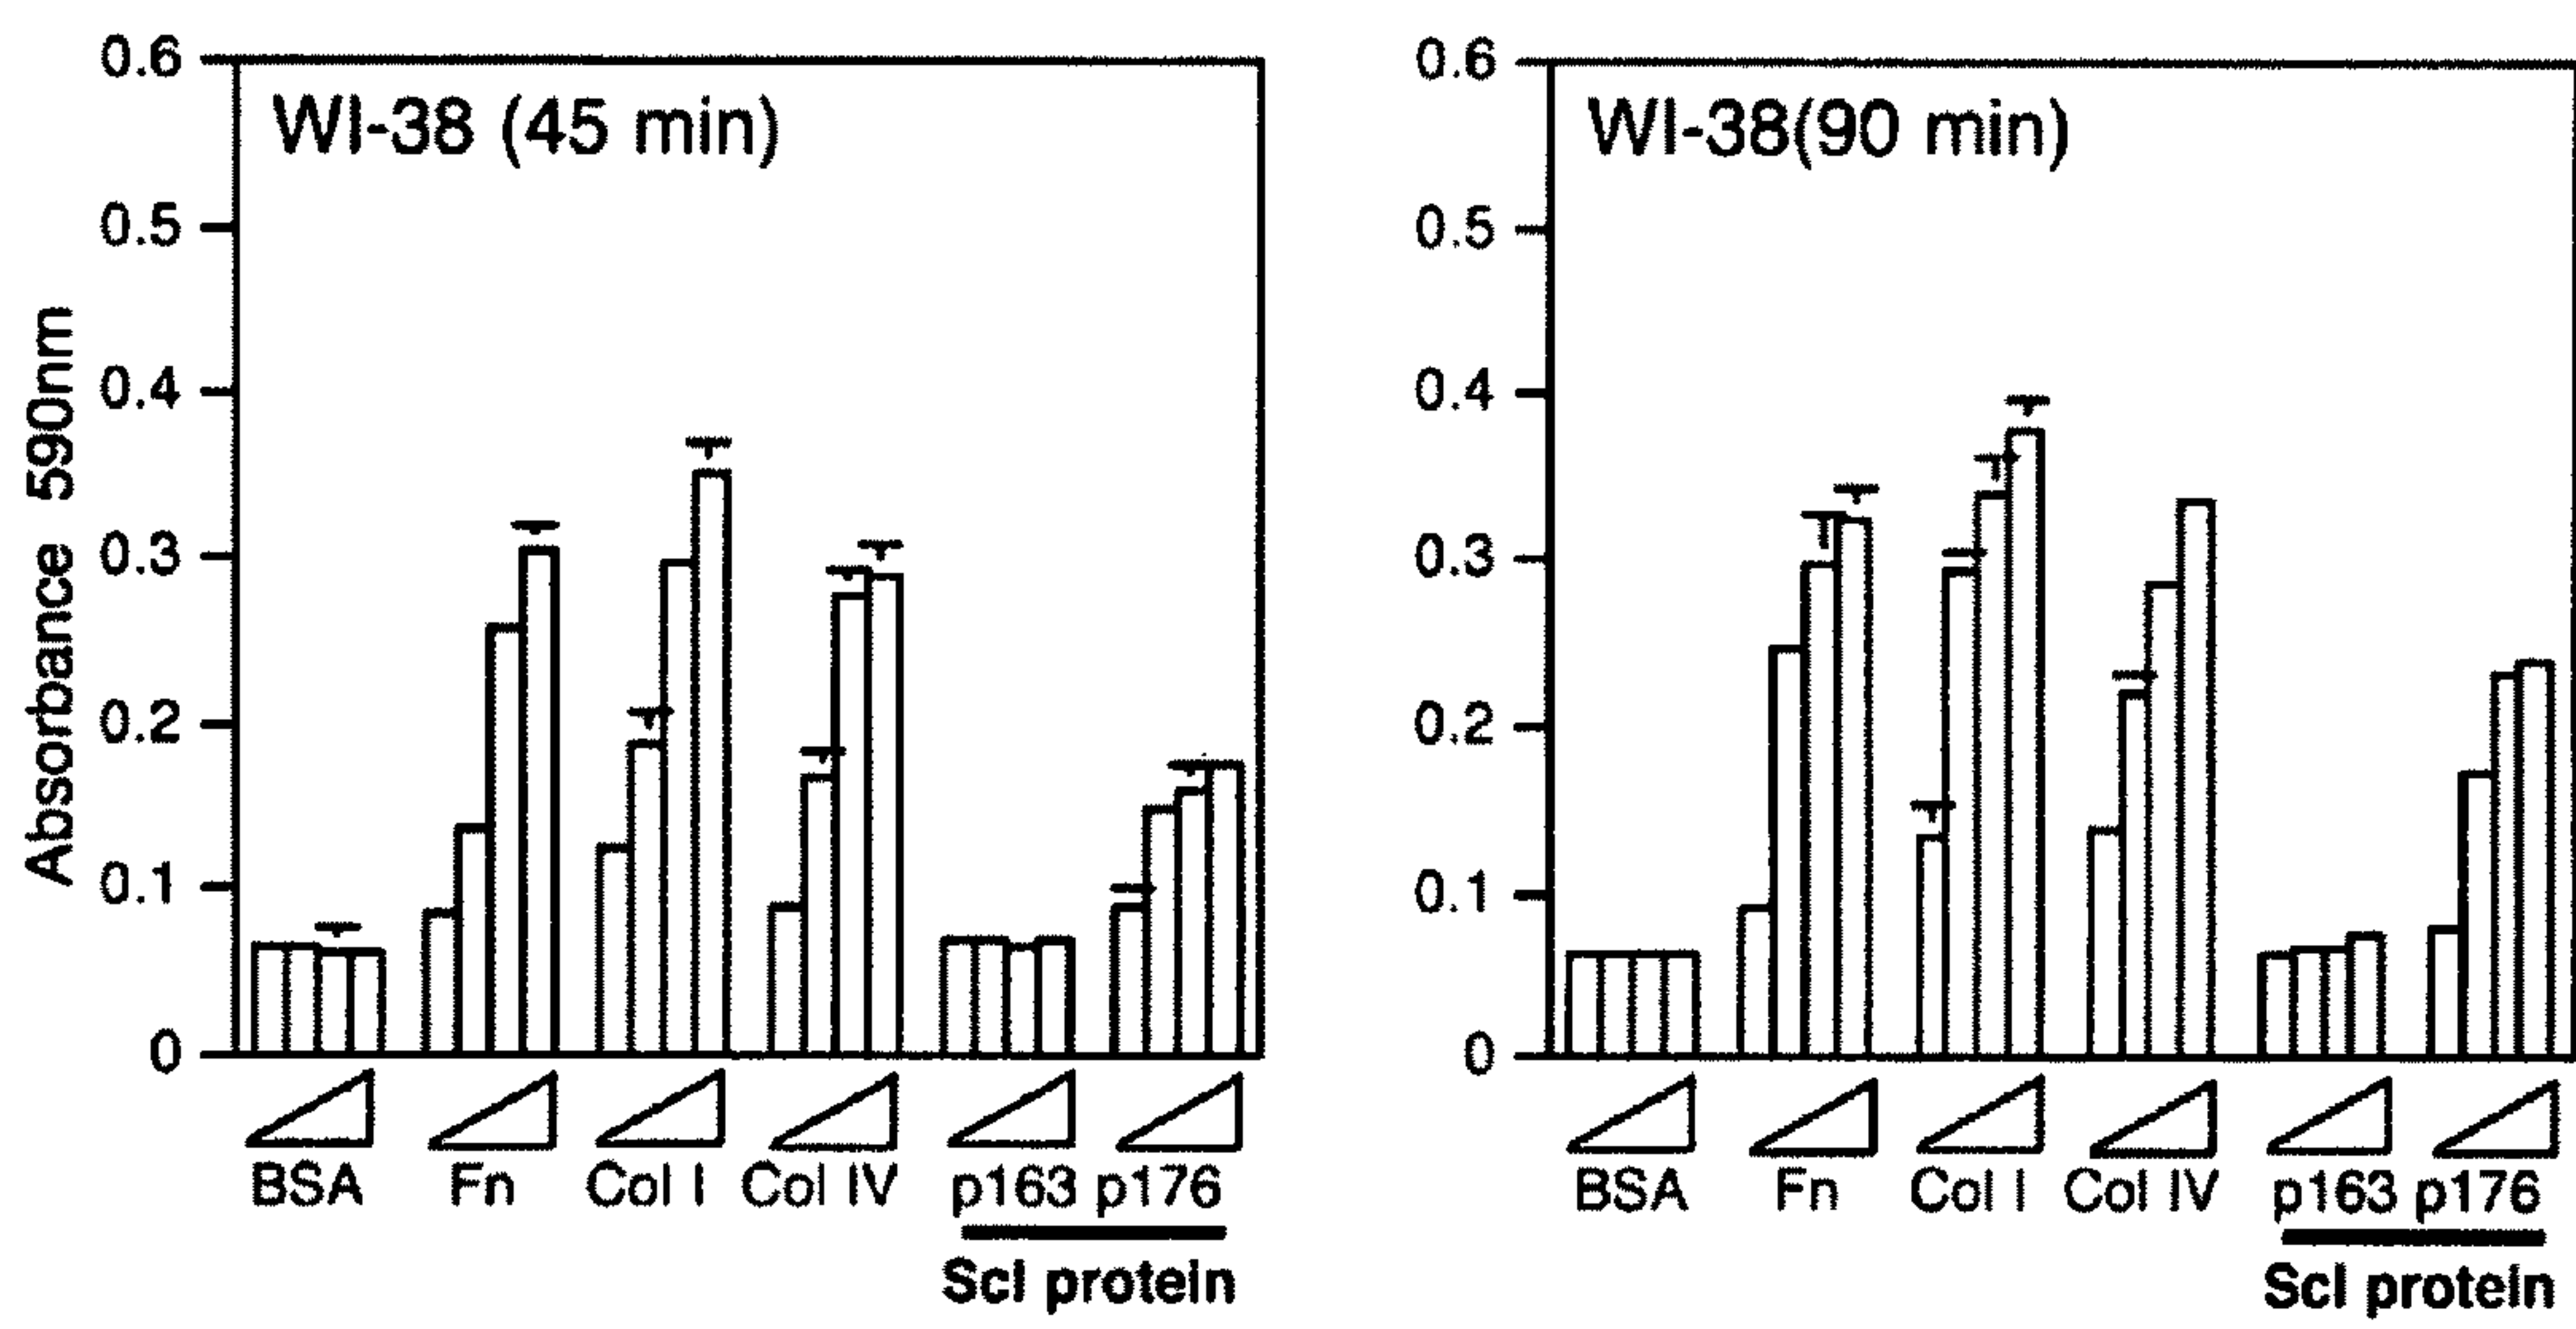 WI-38 (45 min)
Absorbance 590nm
0.6
0.5
0.4
0.3
0.2
0.1
0
BSA Fn Col I Col IV p163 p176
Scl protein
WI-38(90 min)
0.6
0.5
0.4
0.3
0.2
0.1
0
BSA Fn Col I Col IV p163 p176
Scl protein